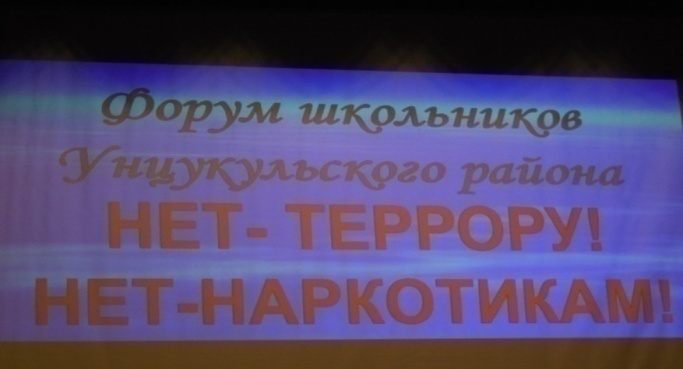 Форум школьников
Унцукульского района
НЕТ- ТЕРРОРУ!
НЕТ-НАРКОТИКАМ!